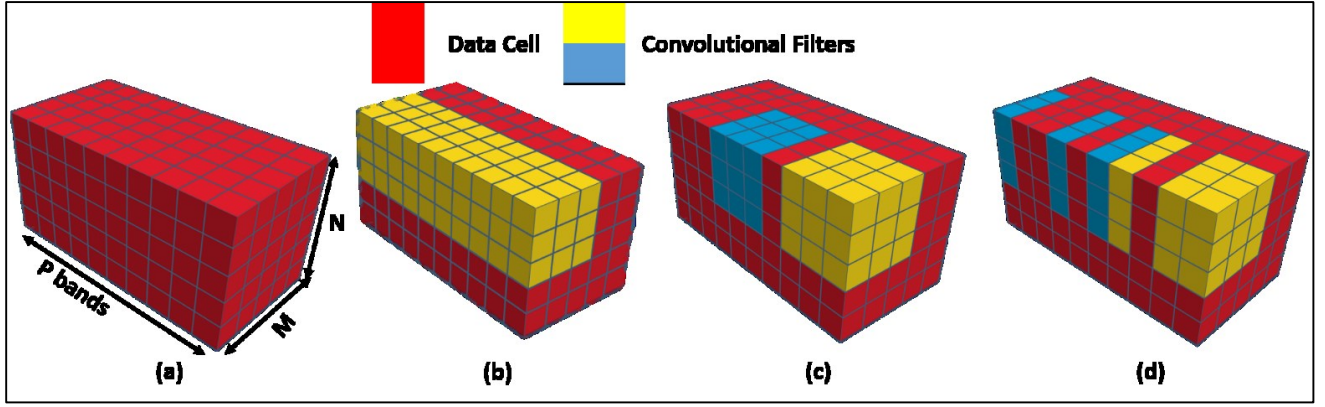 Data Cell
Convolutional Filters
N
P bands
M
(a)
(b)
(c)
(d)